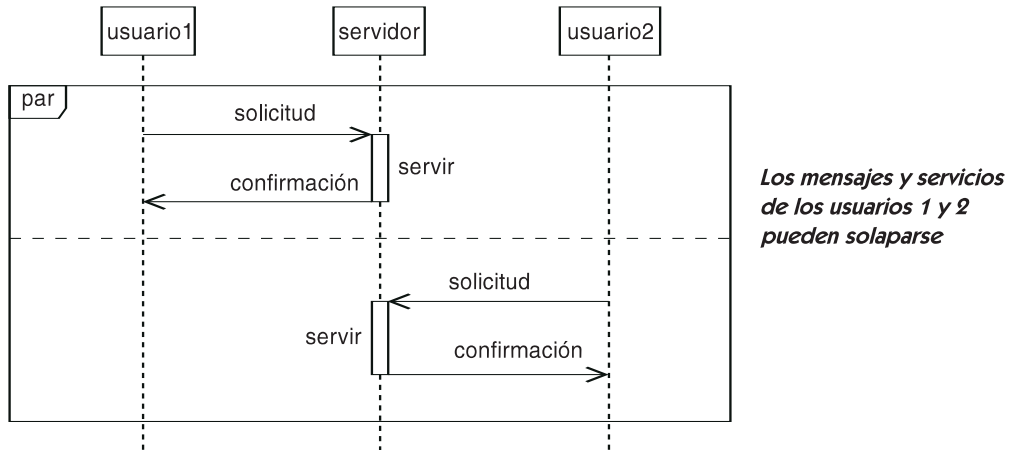 usuario1
servidor
usuario2
par
solicitud
servir
confirmación
Los mensajes y servicios
de los usuarios 1 y 2
pueden solaparse
solicitud
servir
confirmación